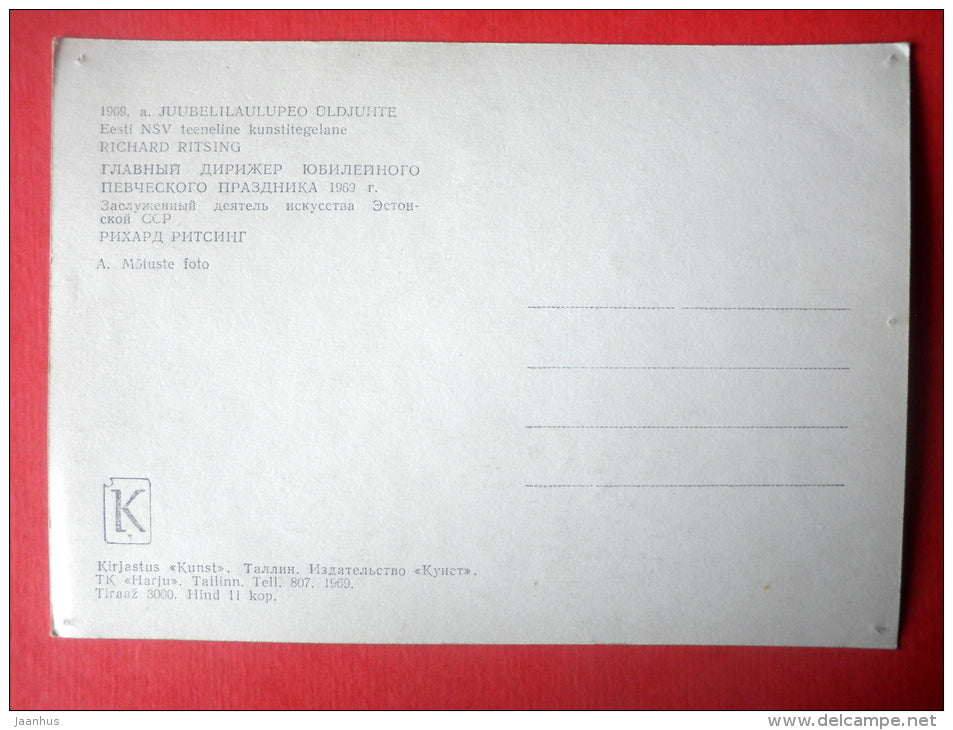 1969. a. JUUBELILAULUPEO ÜLDJUHTE
Eesti NSV teeneline kunstitegelane
RICHARD RITSING
ГЛАВНЫЙ ДИРИЖЕР ЮБИЛЕЙНОГО
ПЕВЧЕСКОГО ПРАЗДНИКА 1969 г.
Заслуженный деятель искусства Эстон-
ской ССР
РИХАРД РИТСИНГ
A. Mõtuste foto
K
Kirjastus «Kunst». Таллин. Издательство «Кунст».
TK «Harju». Tallinn. Tell. 807. 1969.
Tiraaž 3000. Hind 11 kop.
jaanhus
delcampe.net